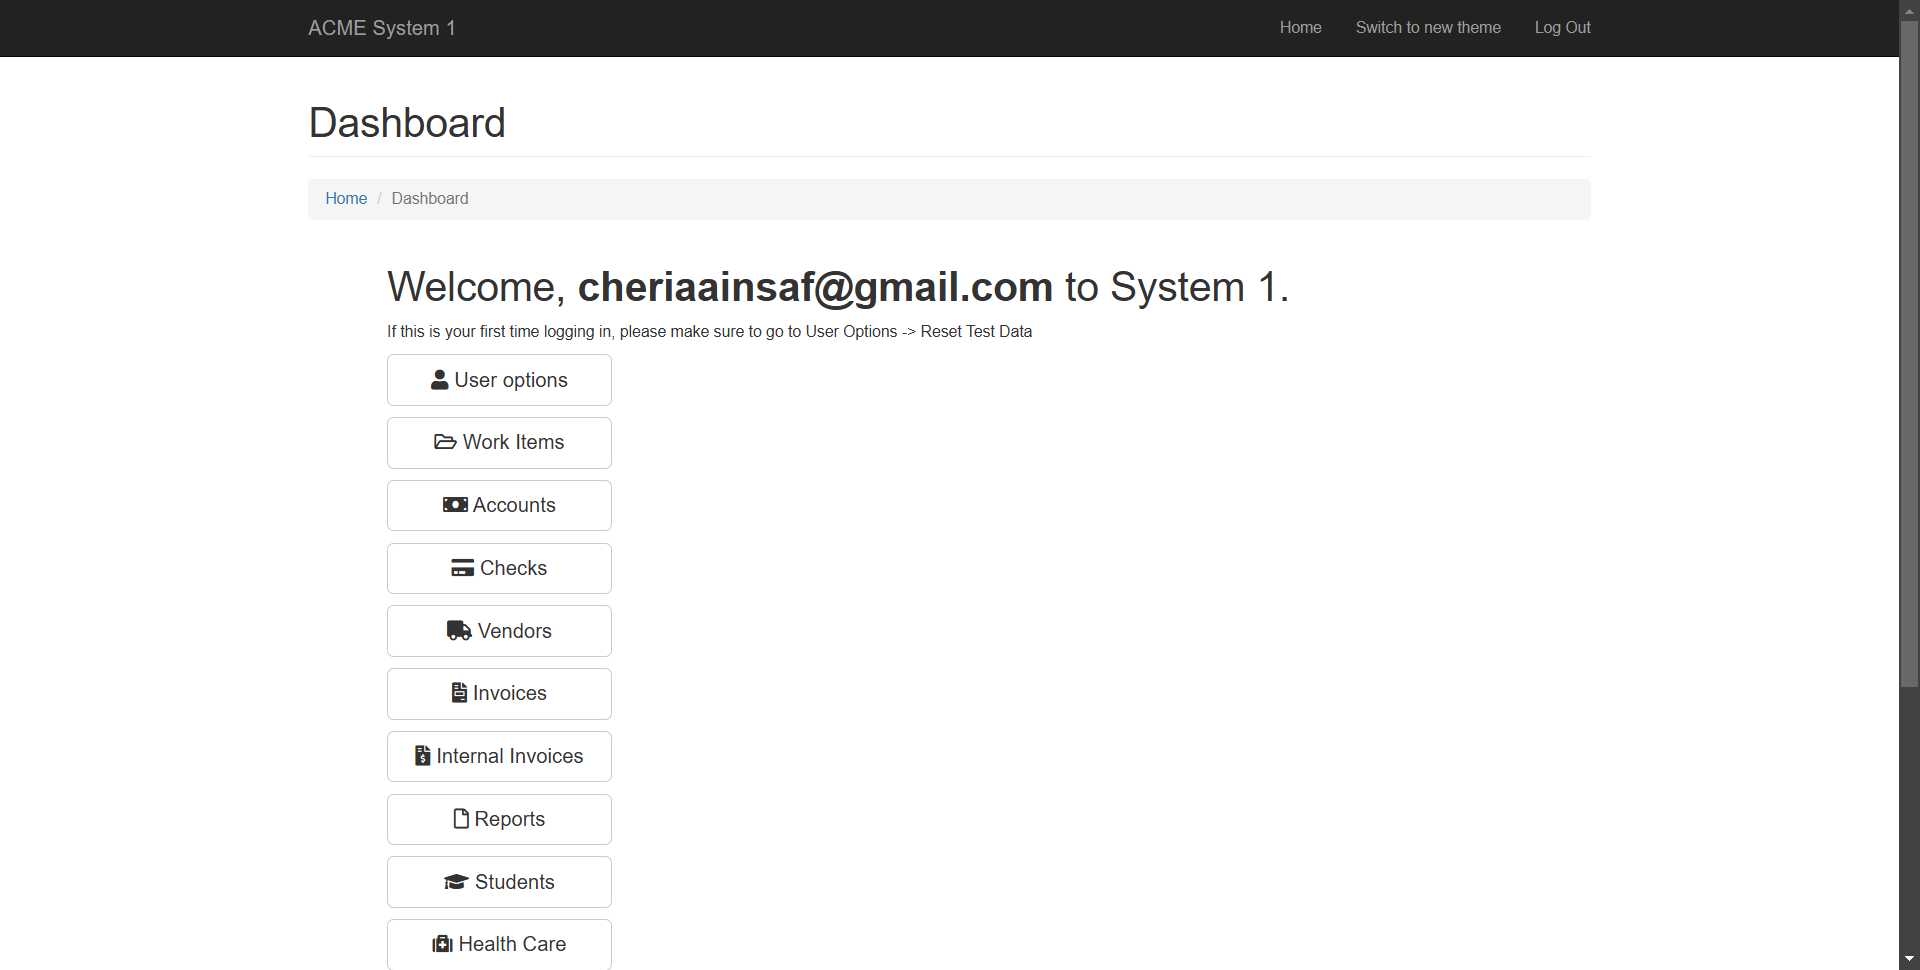 ACME System 1
Home
Switch to new theme
Log Out
Dashboard
Home / Dashboard
Welcome, cheriaainsaf@gmail.com to System 1.
If this is your first time logging in, please make sure to go to User Options -> Reset Test Data
User options
Work Items
Accounts
Checks
Vendors
Invoices
Internal Invoices
Reports
Students
Health Care